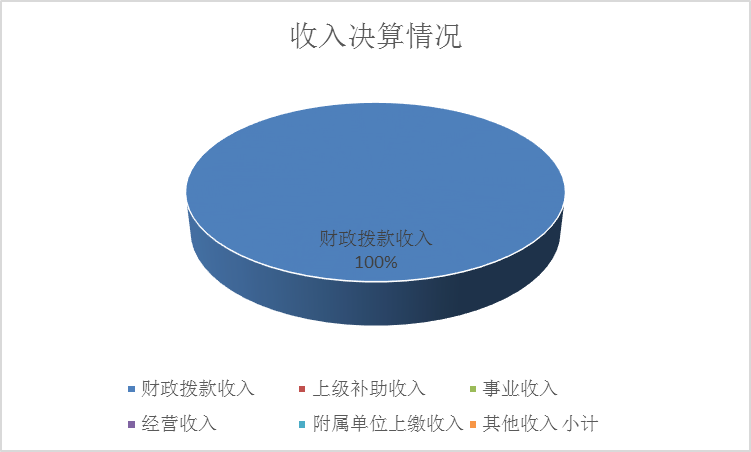 收入决算情况
财政拨款收入
100%
财政拨款收入 上级补助收入 事业收入
经营收入 附属单位上缴收入 其他收入 小计